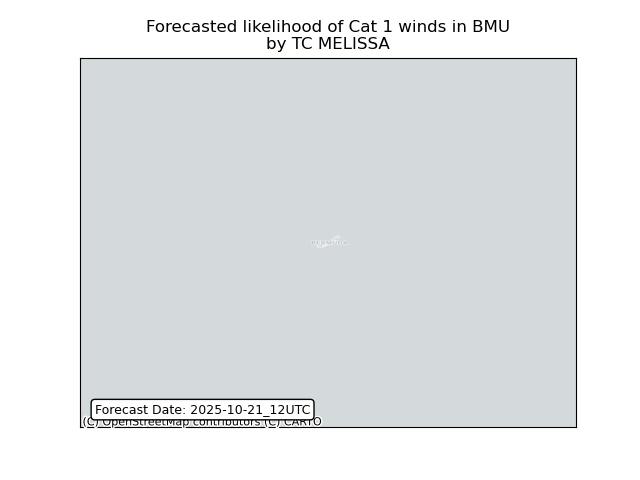 Forecasted likelihood of Cat 1 winds in BMU
by TC MELISSA
Forecast Date: 2025-10-21_12UTC
(C) OpenStreetMap contributors (C) CARTO